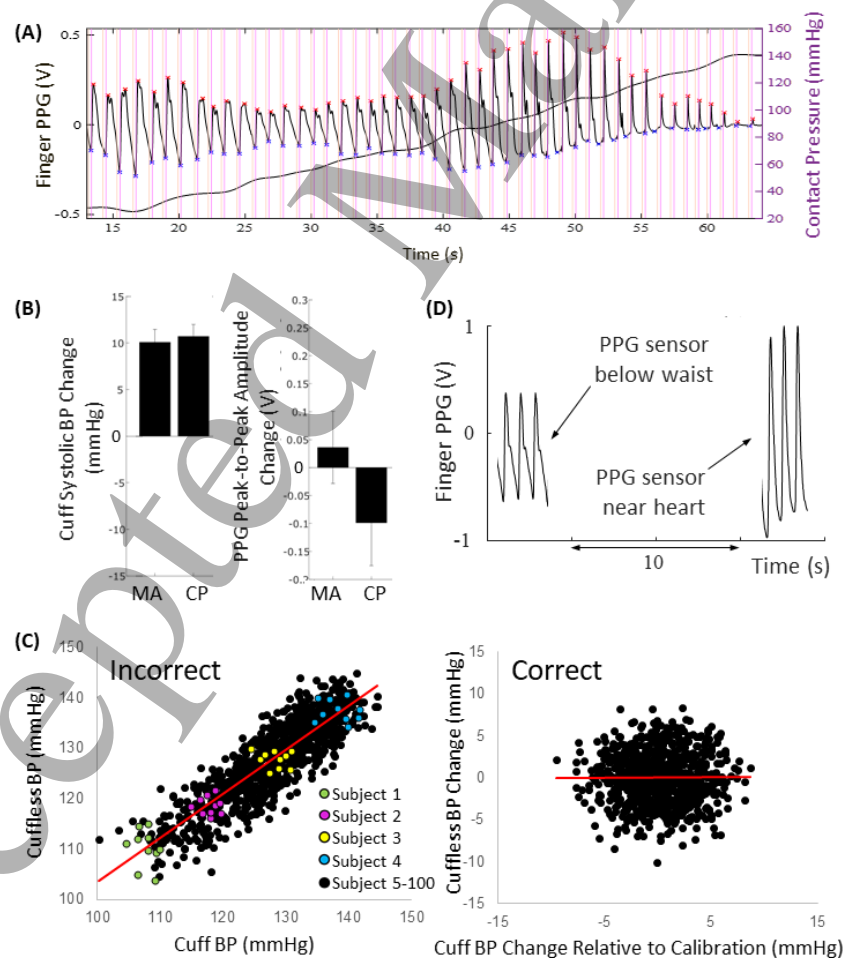 (A)
0.5
0
-0.5
Finger PPG (V)
160
140
120
100
80
60
40
20
Contact Pressure (mmHg)
15 20 25 30 35 40 45 50 55 60
Time (s)
(B)
15
10
5
0
-5
-10
-15
Cuff Systolic BP Change
(mmHg)
MA CP
0.3
0.25
0.2
0.15
0.1
0.05
0
-0.05
-0.1
-0.15
-0.7
PPG Peak-to-Peak Amplitude
Change (V)
MA CP
(D)
1
0
-1
Finger PPG (V)
PPG sensor
below waist
PPG sensor
near heart
10
Time (s)
(C)
Incorrect
150
140
130
120
110
100
Cuffless BP (mmHg)
Subject 1
Subject 2
Subject 3
Subject 4
Subject 5-100
100 110 120 130 140 150
Cuff BP (mmHg)
Correct
15
10
5
0
-5
-10
-15
Cuffless BP Change (mmHg)
-15 -5 5 15
Cuff BP Change Relative to Calibration (mmHg)
cepted Ma